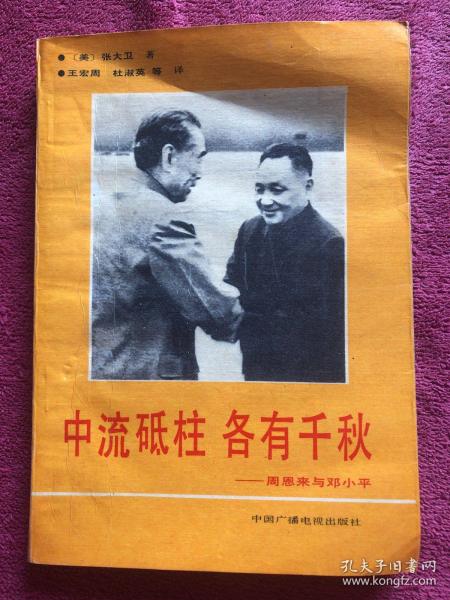 ●〔美〕张大卫 著
●王宏周 杜淑英 等 译
中流砥柱 各有千秋
——周恩来与邓小平
中国广播电视出版社
孔夫子旧书网
www.kongfz.com